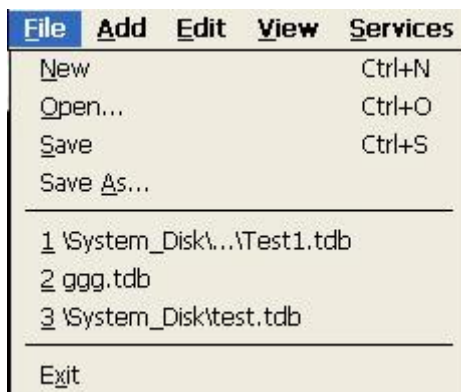 File Add Edit View Services
New Ctrl+N
Open... Ctrl+O
Save Ctrl+S
Save As...
1 \System_Disk\...\Test1.tdb
2 ggg.tdb
3 \System_Disk\test.tdb
Exit